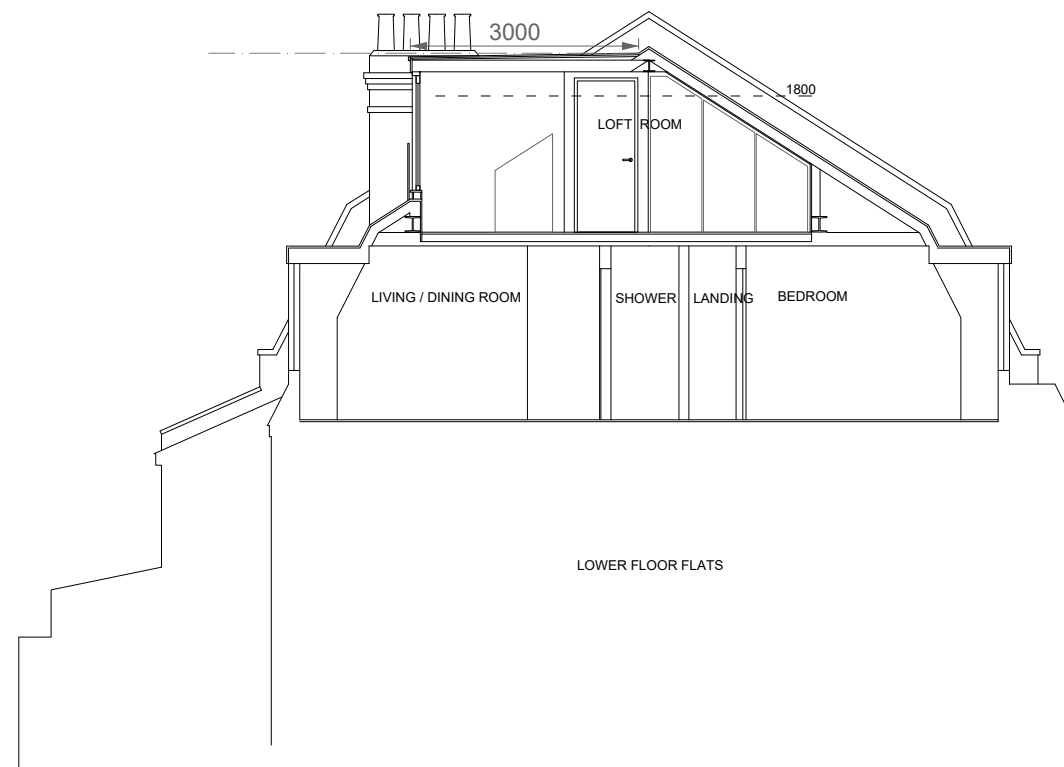 3000
1800
LOFT ROOM
LIVING / DINING ROOM
SHOWER
LANDING
BEDROOM
LOWER FLOOR FLATS